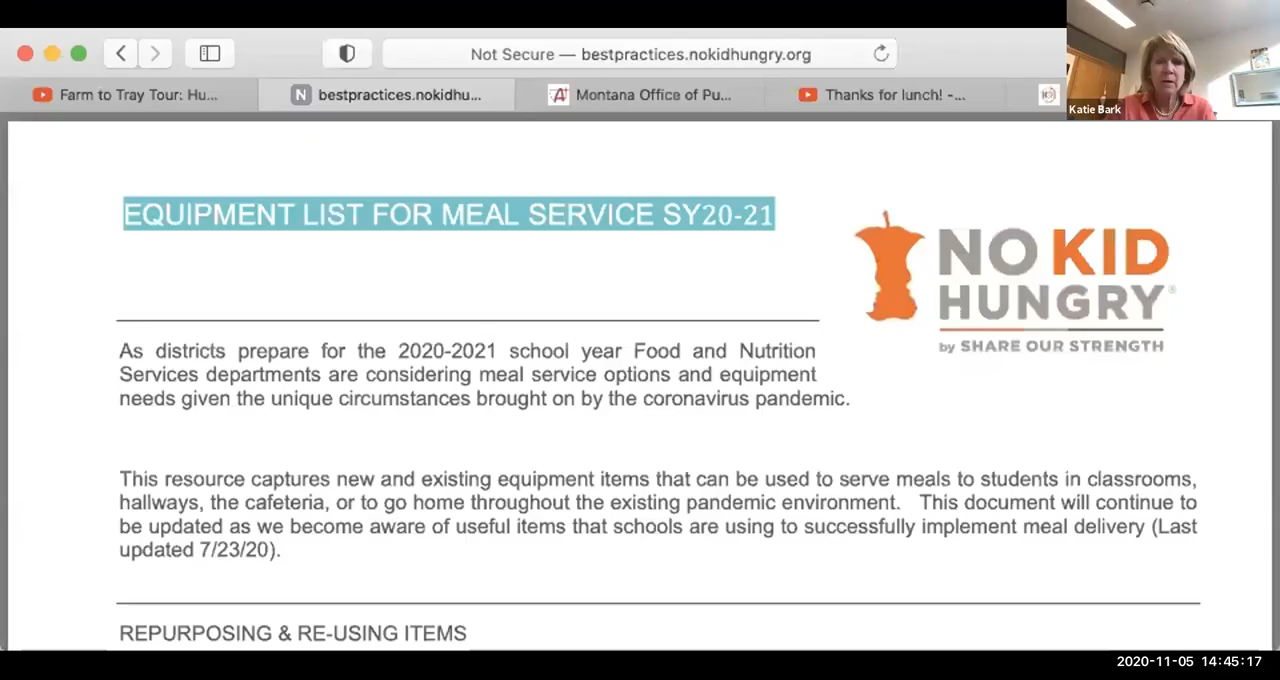 Not Secure — bestpractices.nokidhungry.org
Farm to Tray Tour: Hu...
N
bestpractices.nokidhu...
A+
Montana Office of Pu...
Thanks for lunch! -...
Katie Bark
EQUIPMENT LIST FOR MEAL SERVICE SY20-21
NO KID
HUNGRY®
by SHARE OUR STRENGTH
As districts prepare for the 2020-2021 school year Food and Nutrition
Services departments are considering meal service options and equipment
needs given the unique circumstances brought on by the coronavirus pandemic.
This resource captures new and existing equipment items that can be used to serve meals to students in classrooms,
hallways, the cafeteria, or to go home throughout the existing pandemic environment.   This document will continue to
be updated as we become aware of useful items that schools are using to successfully implement meal delivery (Last
updated 7/23/20).
REPURPOSING & RE-USING ITEMS
2020-11-05 14:45:17